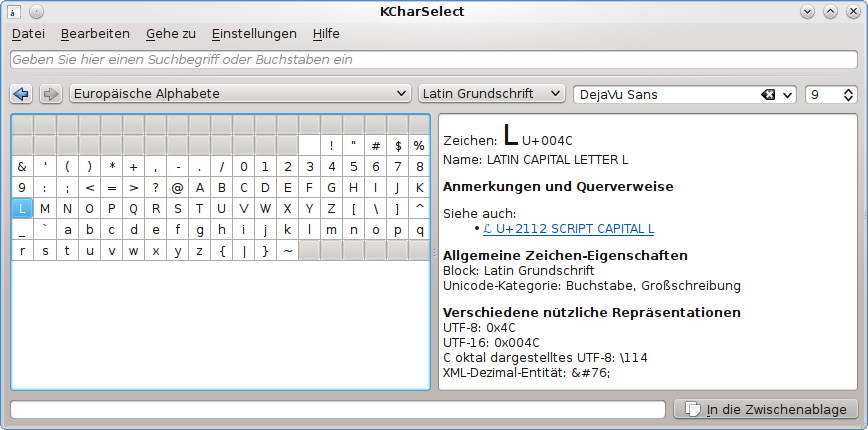 KCharSelect
Datei Bearbeiten Gehe zu Einstellungen Hilfe
Geben Sie hier einen Suchbegriff oder Buchstaben ein
Europäische Alphabete Latin Grundschrift DejaVu Sans 9
! " # $ %
& ' ( ) * + , - . / 0 1 2 3 4 5 6 7 8
9 : ; < = > ? @ A B C D E F G H I J K
L M N O P Q R S T U V W X Y Z [ \ ] ^
_ ` a b c d e f g h i j k l m n o p q
r s t u v w x y z { | } ~
Zeichen: L U+004C
Name: LATIN CAPITAL LETTER L
Anmerkungen und Querverweise
Siehe auch:
• ℒ U+2112 SCRIPT CAPITAL L
Allgemeine Zeichen-Eigenschaften
Block: Latin Grundschrift
Unicode-Kategorie: Buchstabe, Großschreibung
Verschiedene nützliche Repräsentationen
UTF-8: 0x4C
UTF-16: 0x004C
C oktal dargestelltes UTF-8: \114
XML-Dezimal-Entität: &#76;
In die Zwischenablage